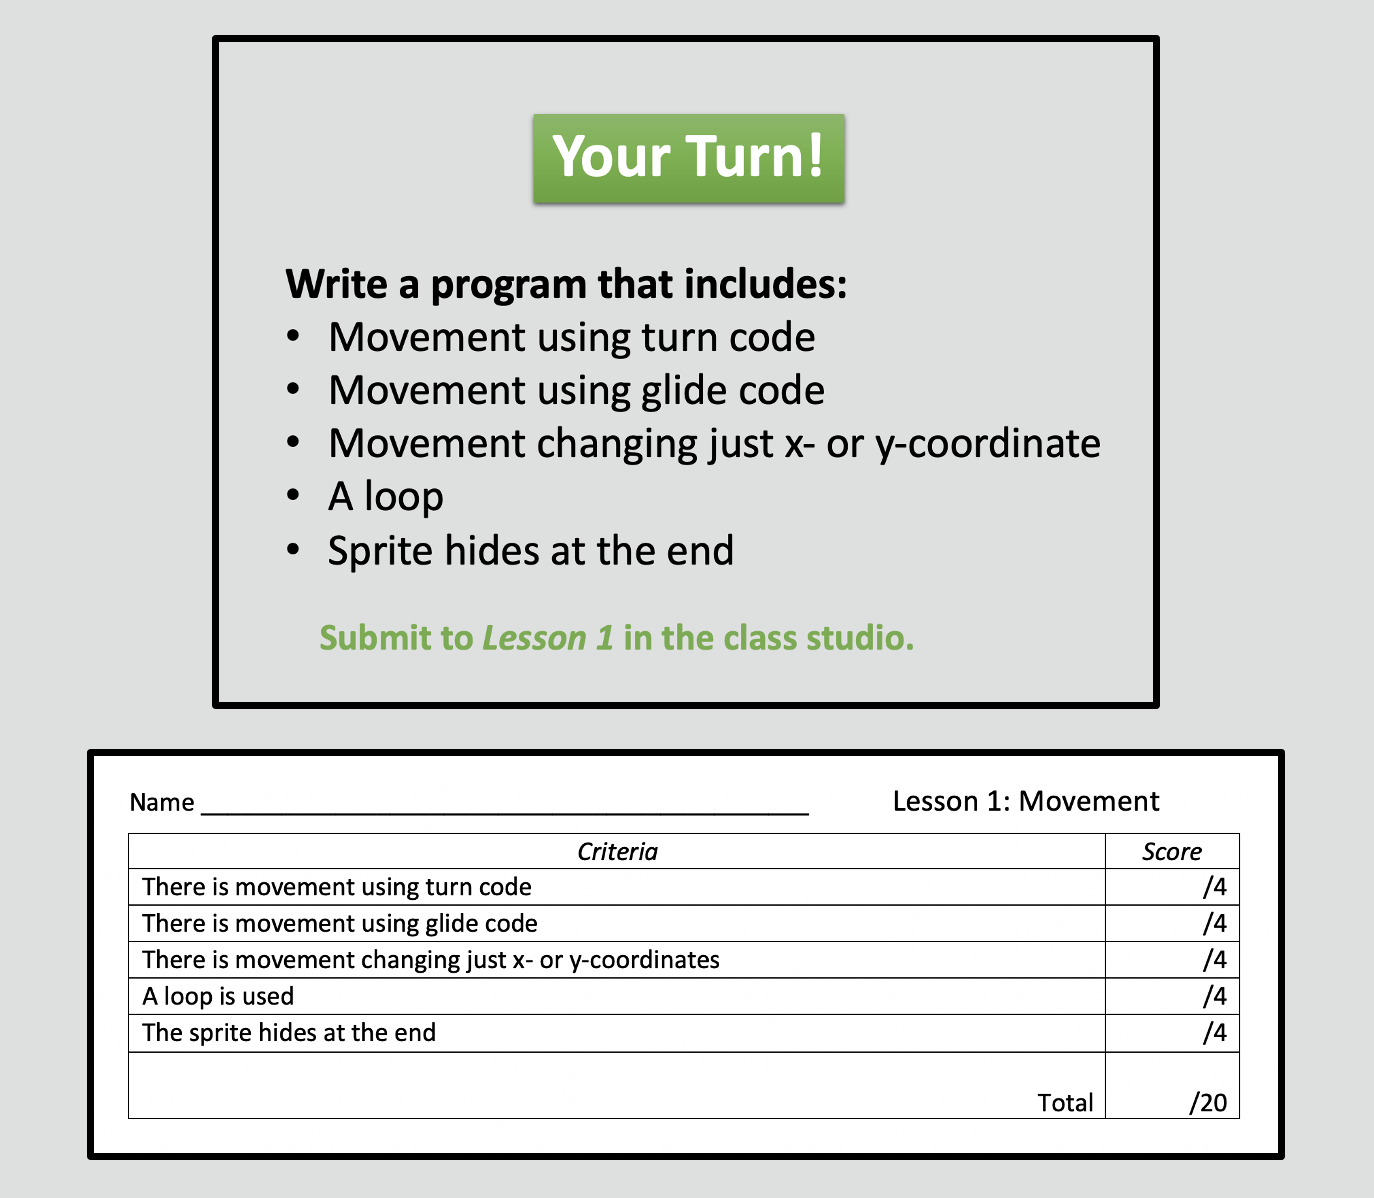 Your Turn!
Write a program that includes:
• Movement using turn code
• Movement using glide code
• Movement changing just x- or y-coordinate
• A loop
• Sprite hides at the end
Submit to Lesson 1 in the class studio.
Name ______________________________ Lesson 1: Movement
Criteria Score
There is movement using turn code /4
There is movement using glide code /4
There is movement changing just x- or y-coordinates /4
A loop is used /4
The sprite hides at the end /4
Total /20